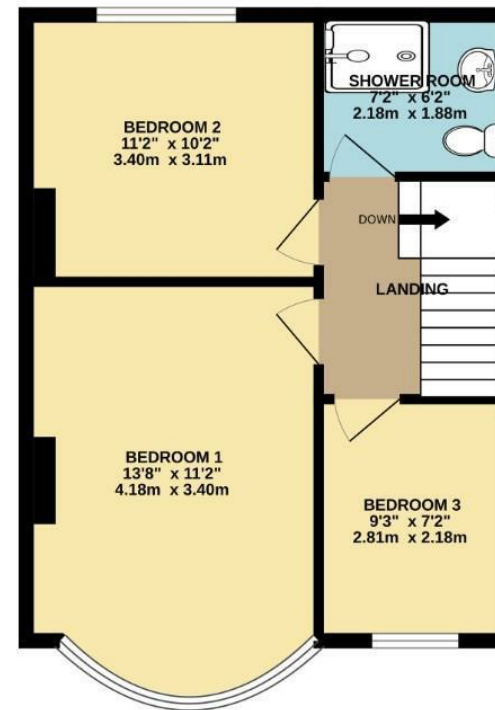 SHOWER ROOM
7'2" x 6'2"
2.18m x 1.88m
BEDROOM 2
11'2" x 10'2"
3.40m x 3.11m
DOWN
LANDING
BEDROOM 1
13'8" x 11'2"
4.18m x 3.40m
BEDROOM 3
9'3" x 7'2"
2.81m x 2.18m